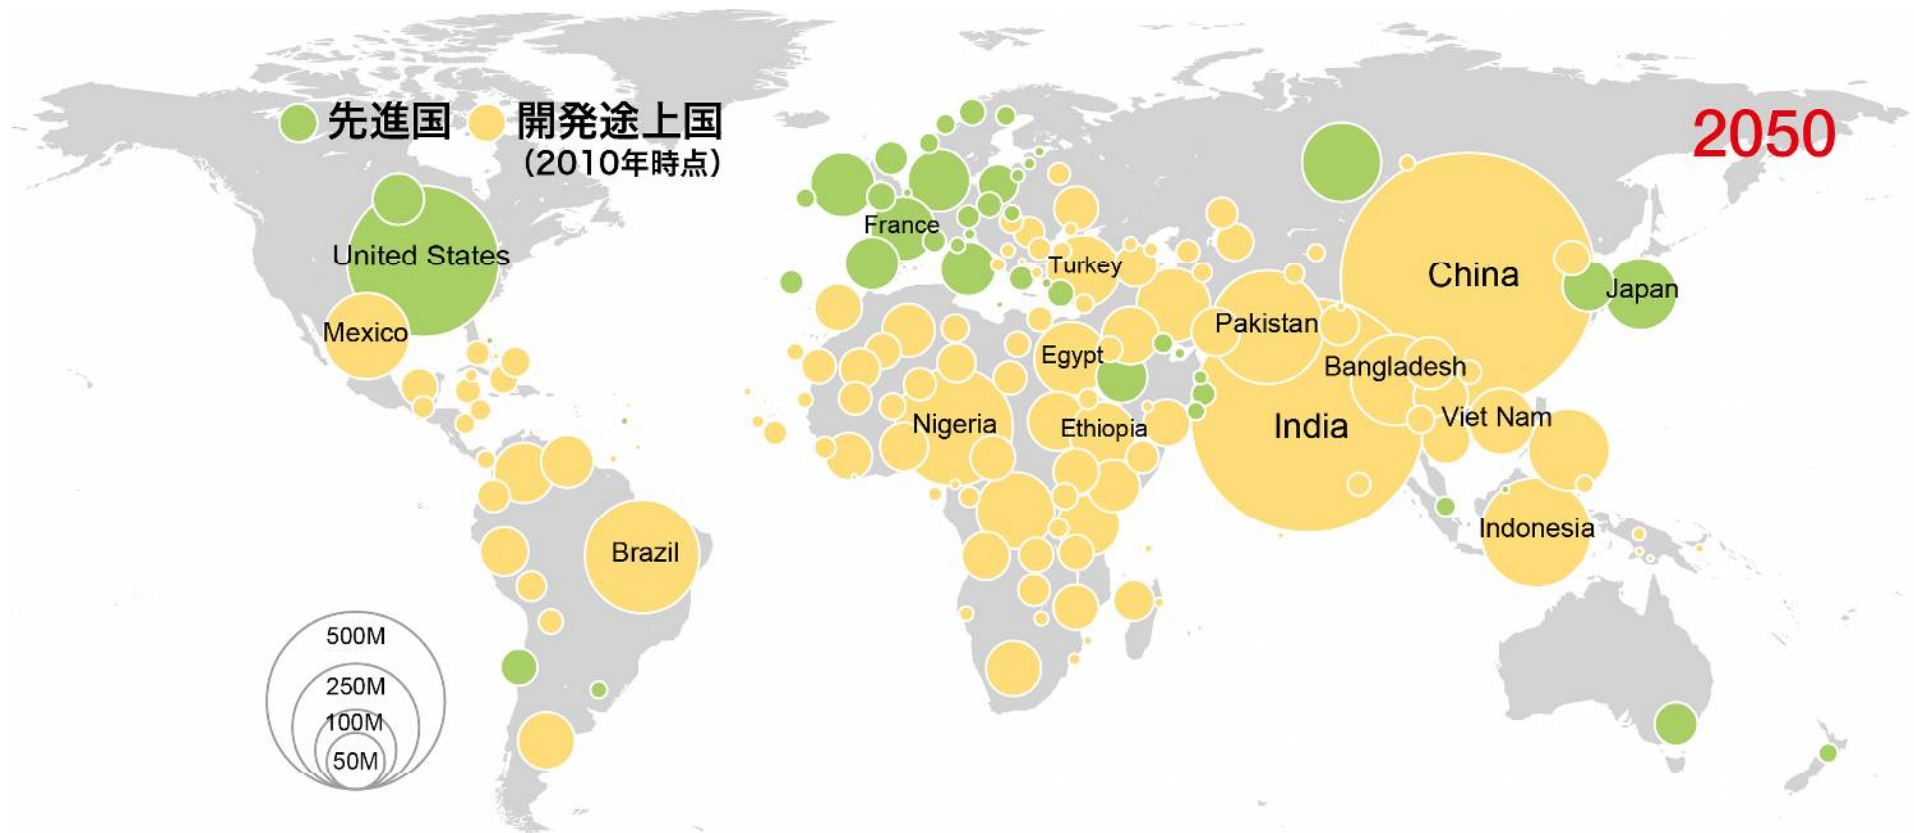 先進国
開発途上国
（2010年時点）
2050
United States
Mexico
Brazil
France
Turkey
Egypt
Nigeria
Ethiopia
Pakistan
Bangladesh
India
China
Japan
Viet Nam
Indonesia
500M
250M
100M
50M